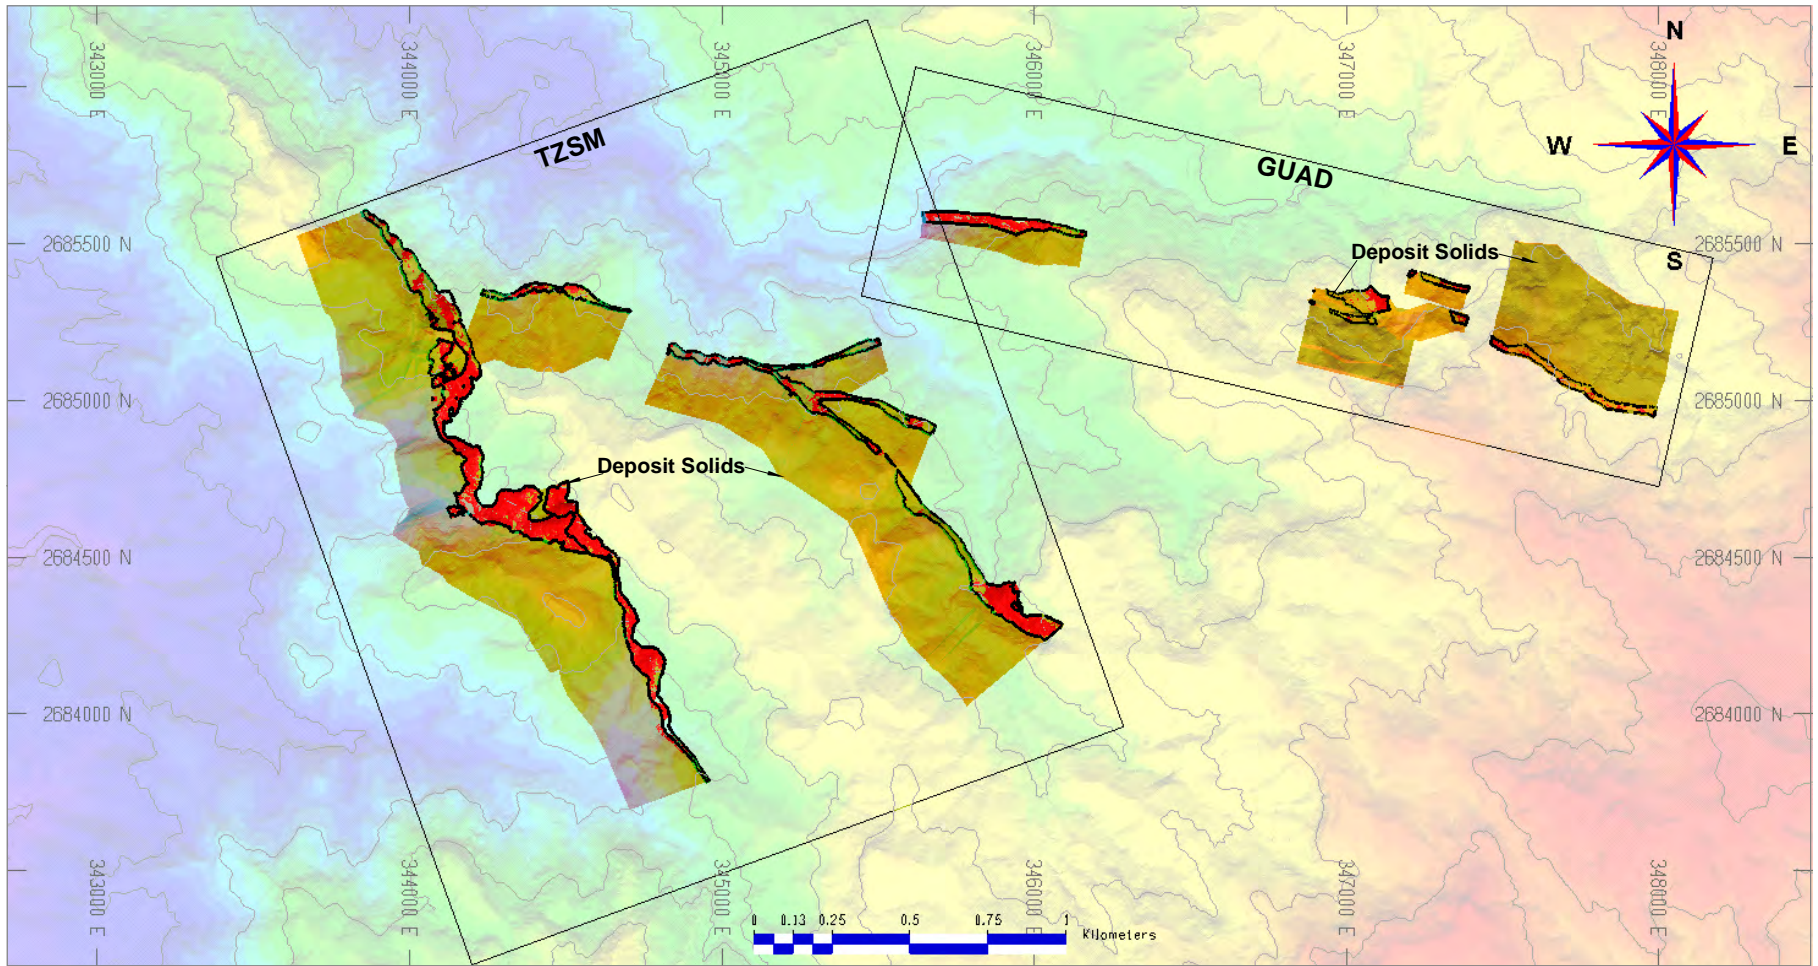 343000 E
344000 E
345000 E
346000 E
347000 E
348000 E
N
W
E
S
TZSM
GUAD
2685500 N
2685500 N
Deposit Solids
2685000 N
2685000 N
Deposit Solids
2684500 N
2684500 N
2684000 N
2684000 N
343000 E
344000 E
345000 E
346000 E
347000 E
348000 E
0 0.13 0.25 0.5 0.75 1
Kilometers